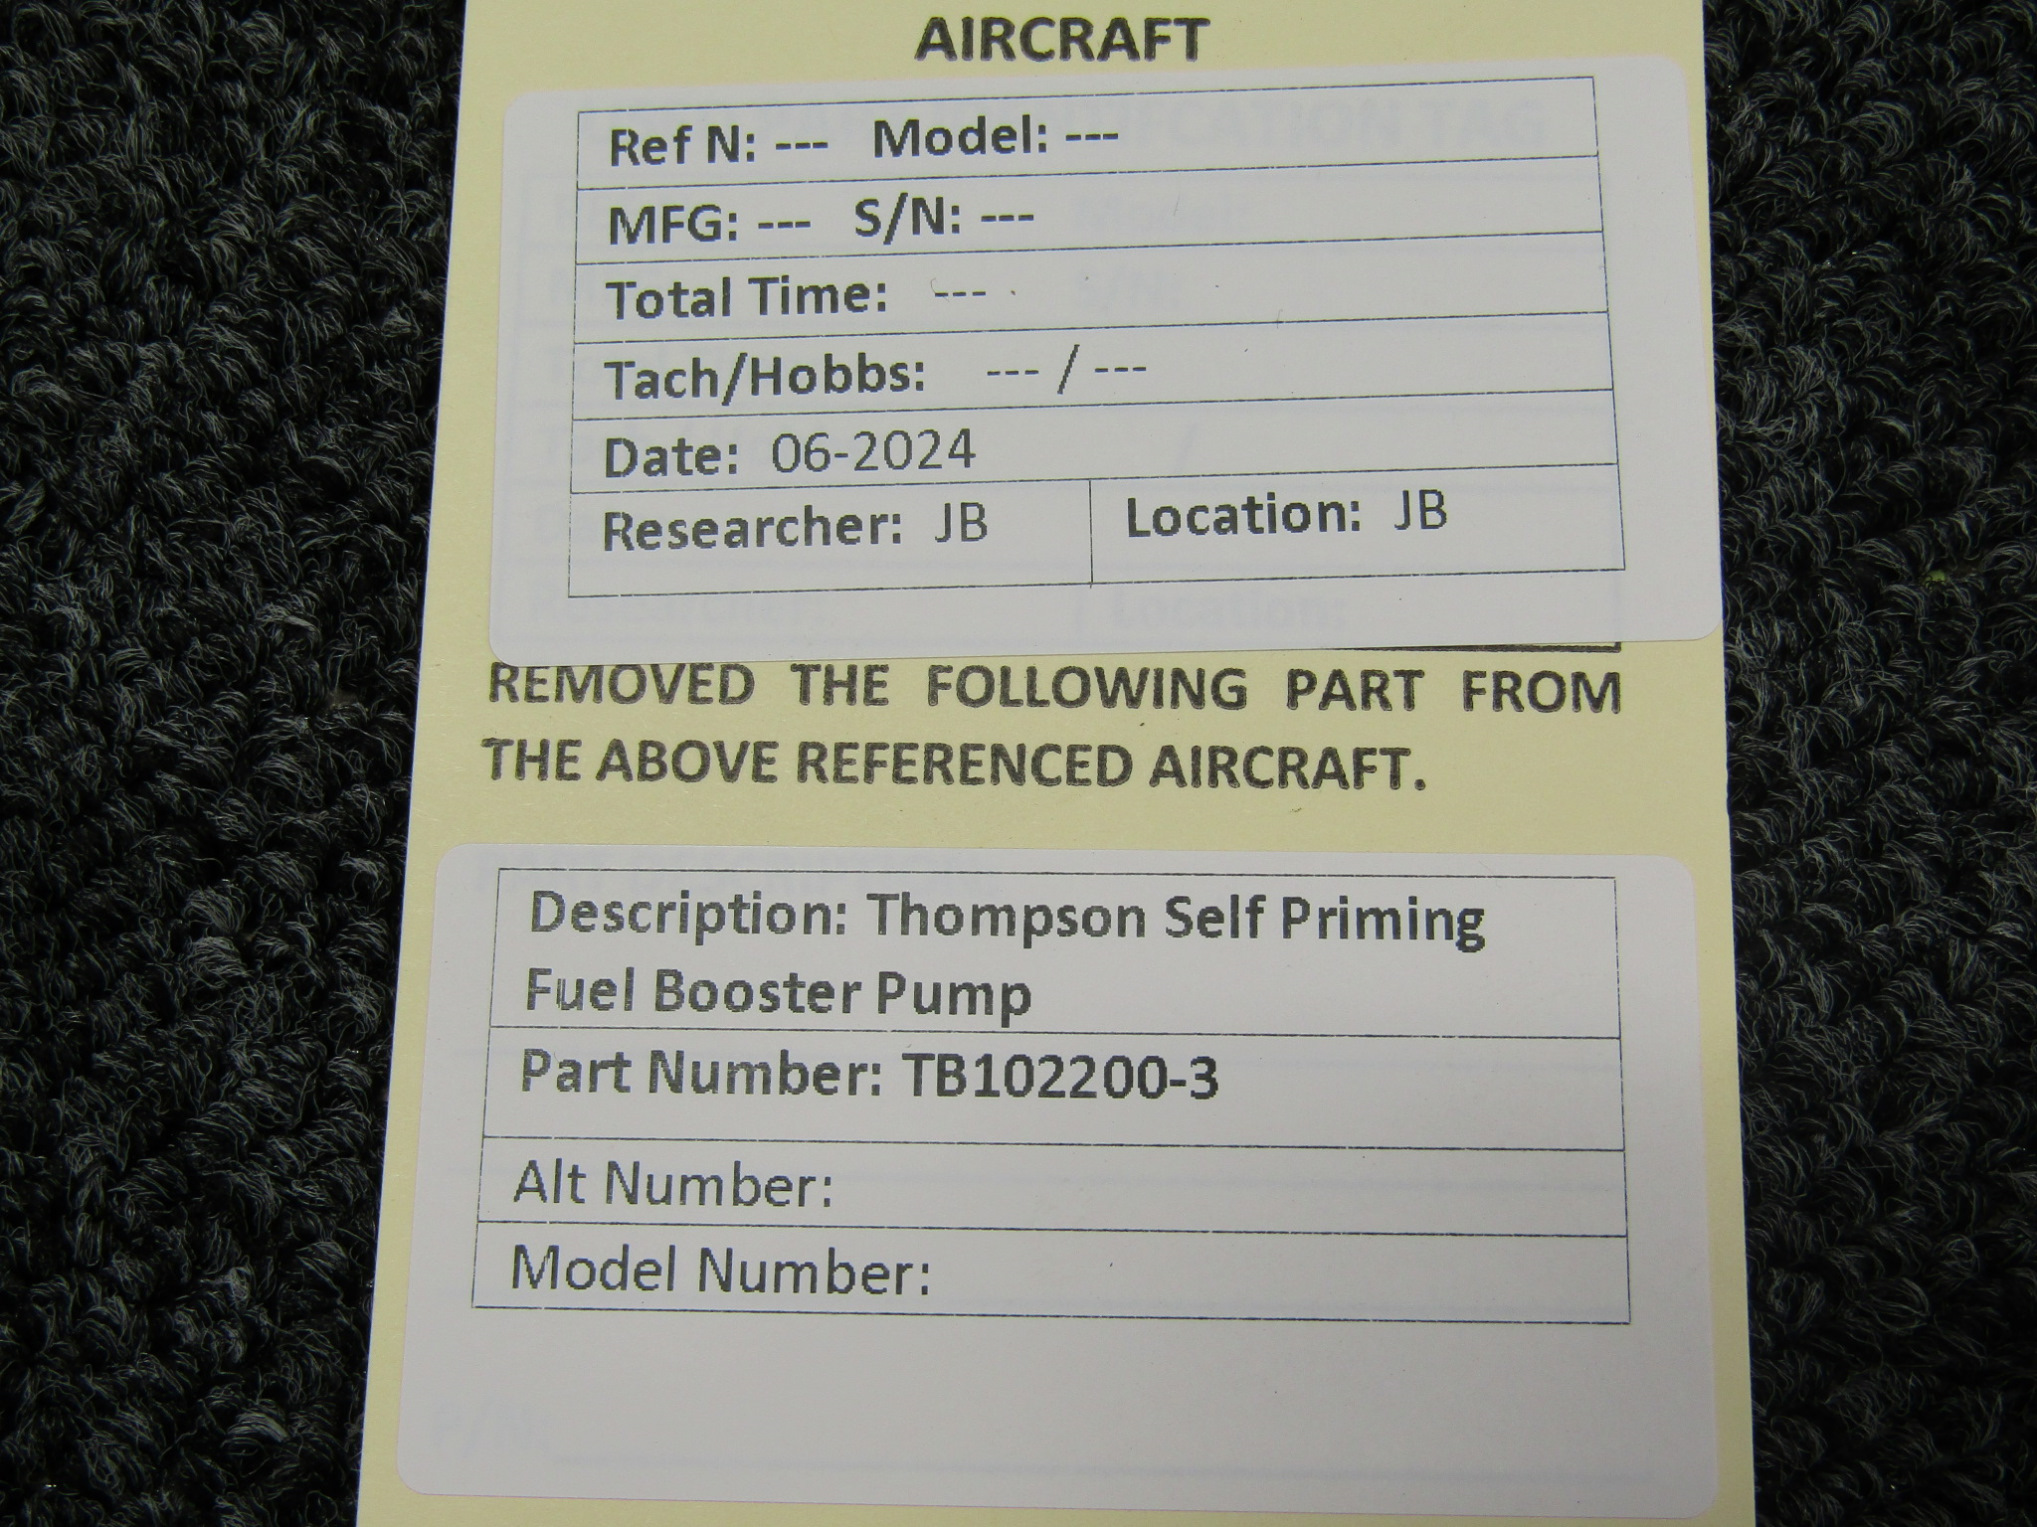 AIRCRAFT
Ref N: --- Model: ---
MFG: --- S/N: ---
Total Time: ---
Tach/Hobbs: --- / ---
Date: 06-2024
Researcher: JB Location: JB
REMOVED THE FOLLOWING PART FROM
THE ABOVE REFERENCED AIRCRAFT.
Description: Thompson Self Priming
Fuel Booster Pump
Part Number: TB102200-3
Alt Number:
Model Number: